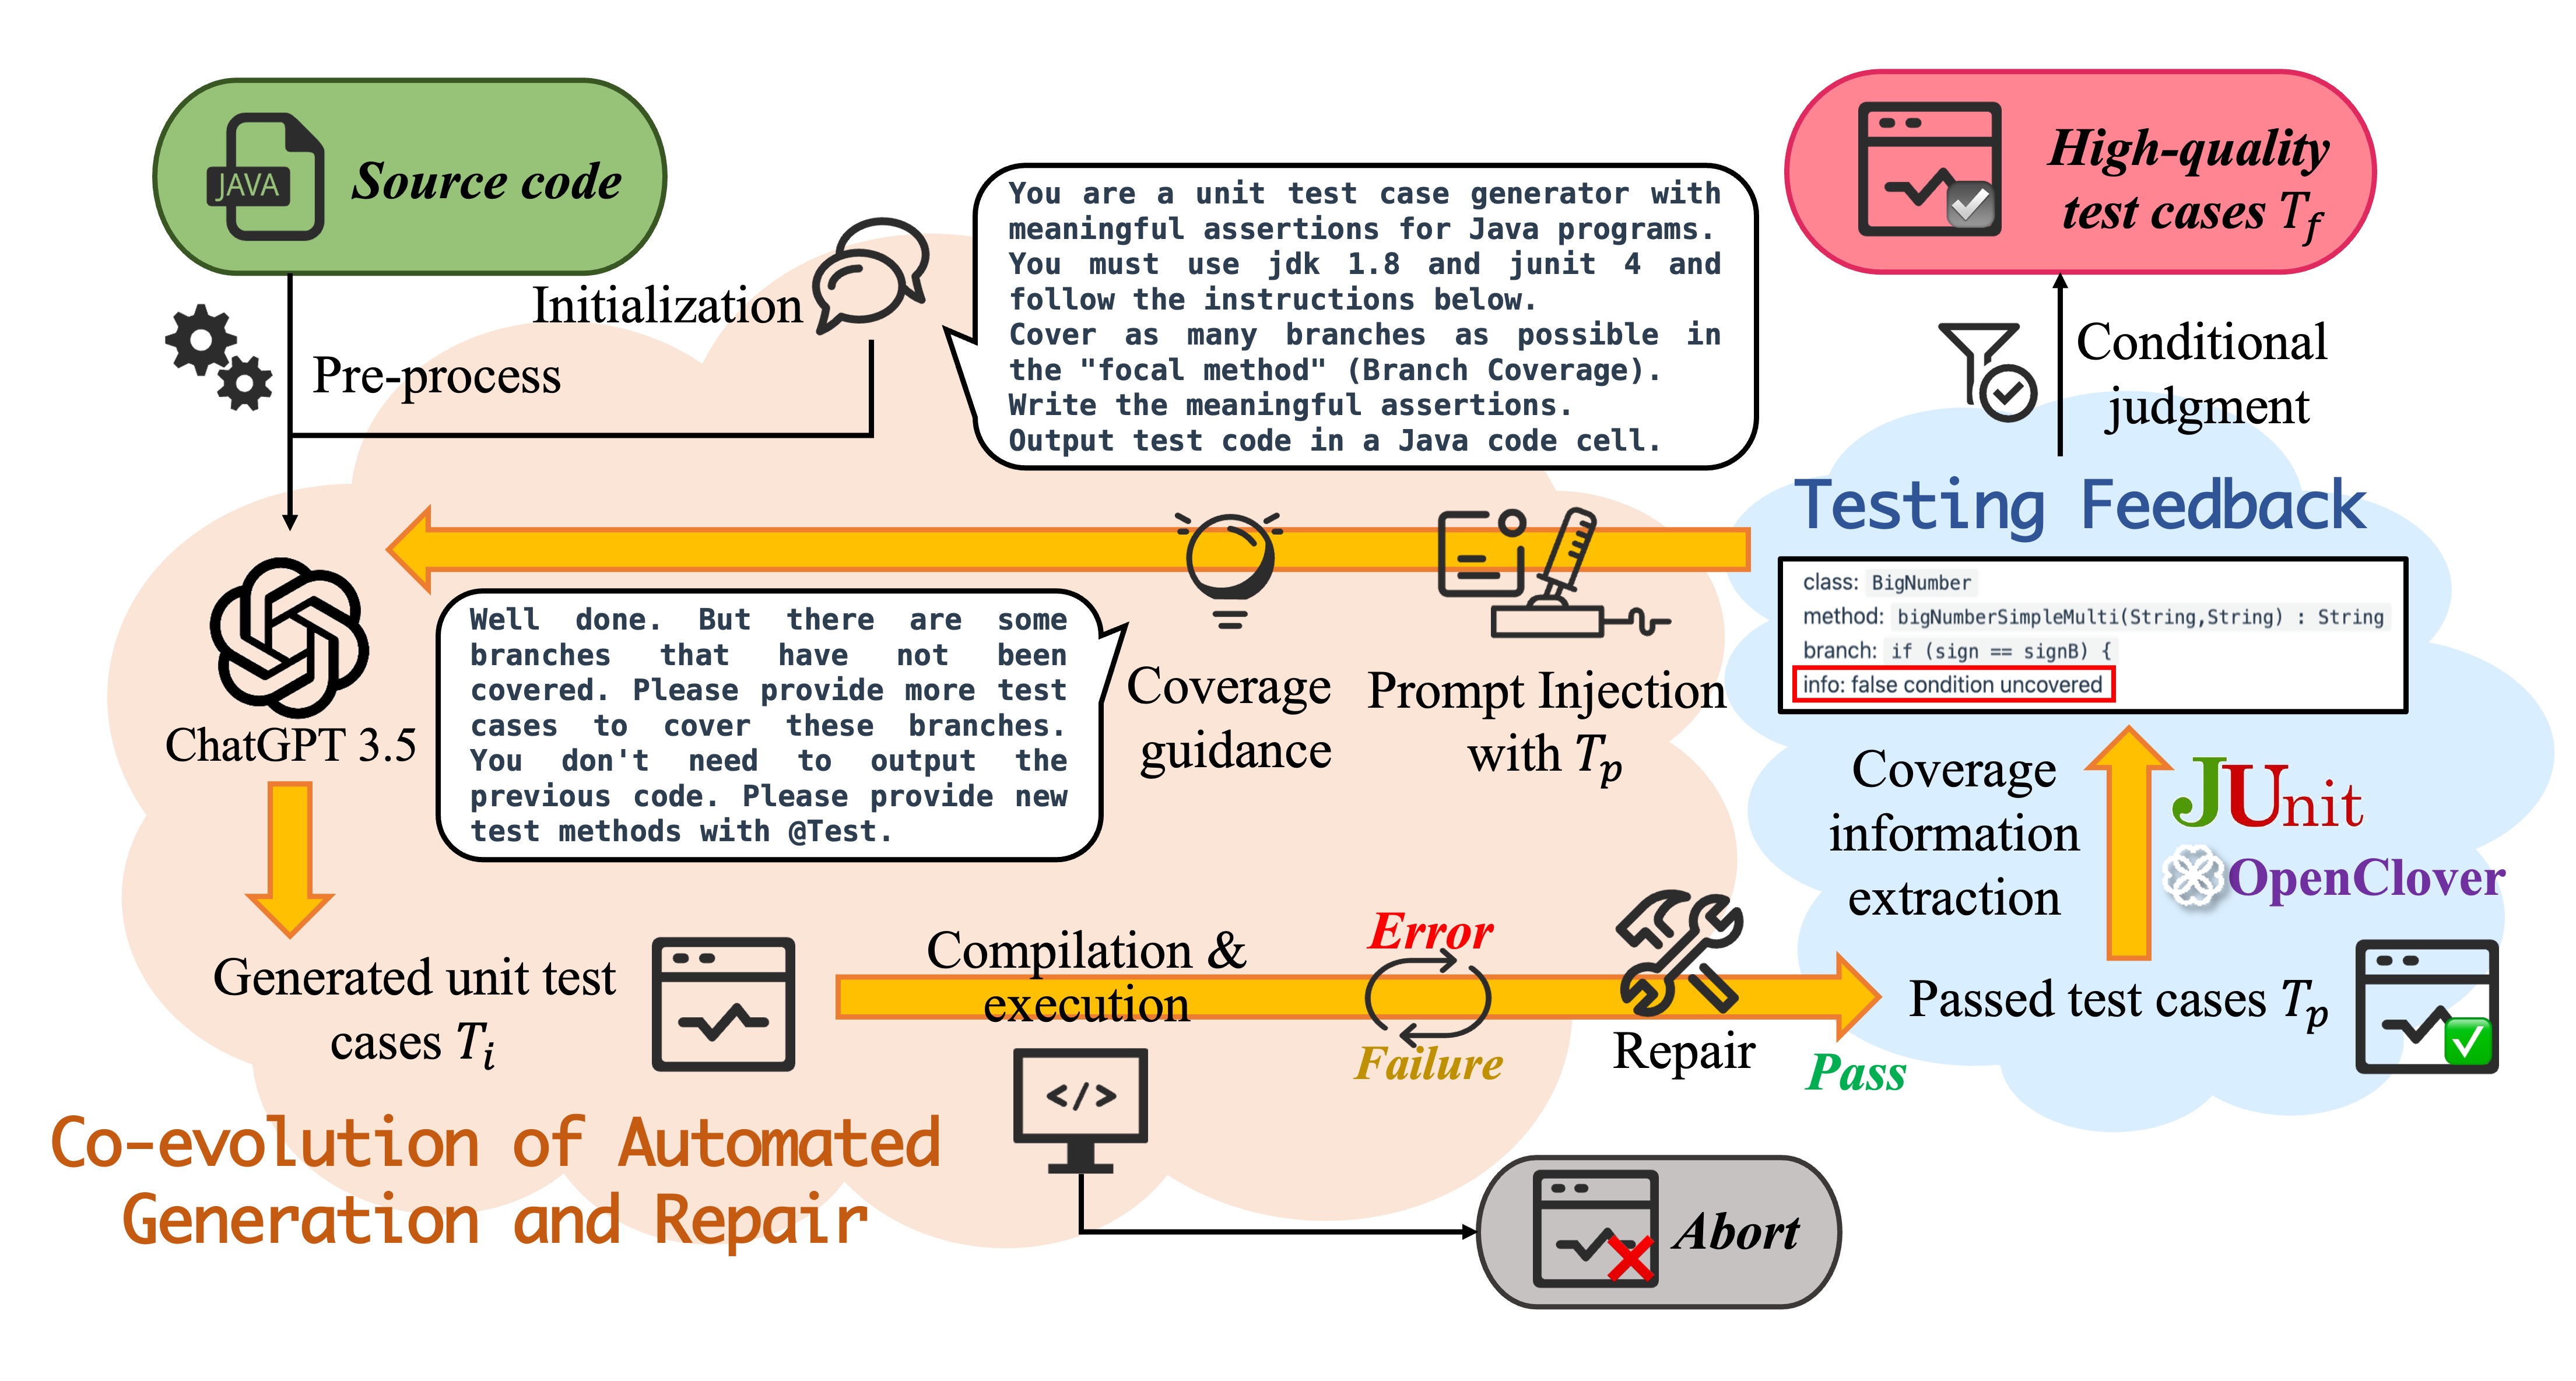 JAVA
Source code
High-quality
test cases Tf
Initialization
Pre-process
You are a unit test case generator with
meaningful assertions for Java programs.
You must use jdk 1.8 and junit 4 and
follow the instructions below.
Cover as many branches as possible in
the "focal method" (Branch Coverage).
Write the meaningful assertions.
Output test code in a Java code cell.
Conditional
judgment
Testing Feedback
class: BigNumber
method: bigNumberSimpleMulti(String,String) : String
branch: if (sign == signB) {
info: false condition uncovered
ChatGPT 3.5
Well done. But there are some
branches that have not been
covered. Please provide more test
cases to cover these branches.
You don't need to output the
previous code. Please provide new
test methods with @Test.
Coverage
guidance
Prompt Injection
with Tp
Coverage
information
extraction
JUnit
OpenClover
Generated unit test
cases Ti
Compilation &
execution
</>
Error
Failure
Repair
Pass
Passed test cases Tp
Co-evolution of Automated
Generation and Repair
Abort